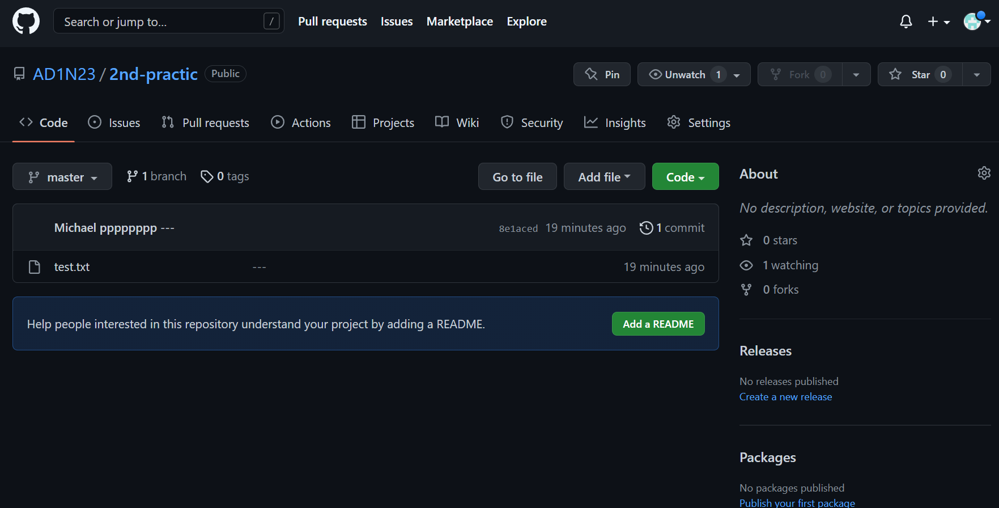 Search or jump to... /
Pull requests Issues Marketplace Explore
AD1N23 / 2nd-practic Public
Pin Unwatch 1 Fork 0 Star 0
Code Issues Pull requests Actions Projects Wiki Security Insights Settings
master 1 branch 0 tags Go to file Add file Code
Michael pppppppp --- 8e1aced 19 minutes ago 1 commit
test.txt --- 19 minutes ago
Help people interested in this repository understand your project by adding a README. Add a README
About
No description, website, or topics provided.
0 stars
1 watching
0 forks
Releases
No releases published
Create a new release
Packages
No packages published
Publish your first package